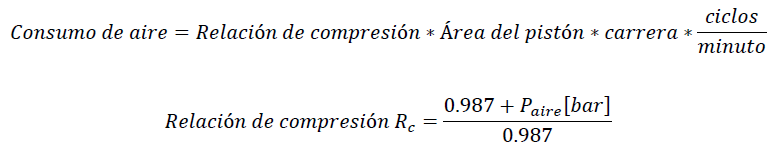 Consumo de aire = Relación de compresión * Área del pistón * carrera * ciclos/minuto
Relación de compresión R_c = (0.987 + P_aire[bar])/0.987